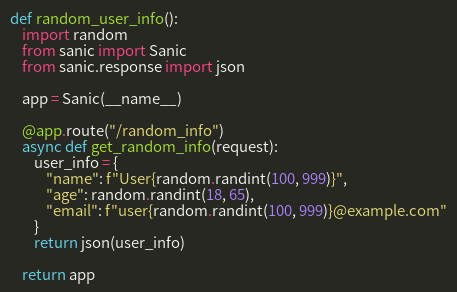 def random_user_info():
    import random
    from sanic import Sanic
    from sanic.response import json

    app = Sanic(__name__)

    @app.route("/random_info")
    async def get_random_info(request):
        user_info = {
            "name": f"User{random.randint(100, 999)}",
            "age": random.randint(18, 65),
            "email": f"user{random.randint(100, 999)}@example.com"
        }
        return json(user_info)

    return app